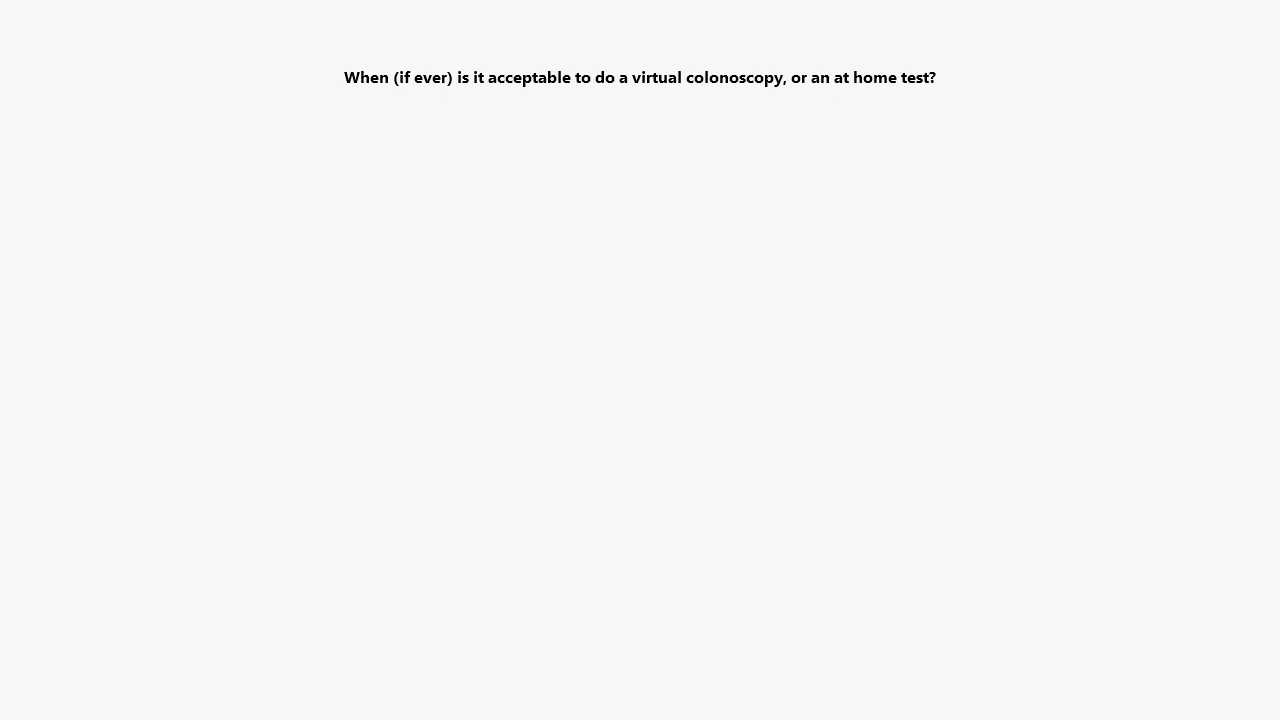 When (if ever) is it acceptable to do a virtual colonoscopy, or an at home test?